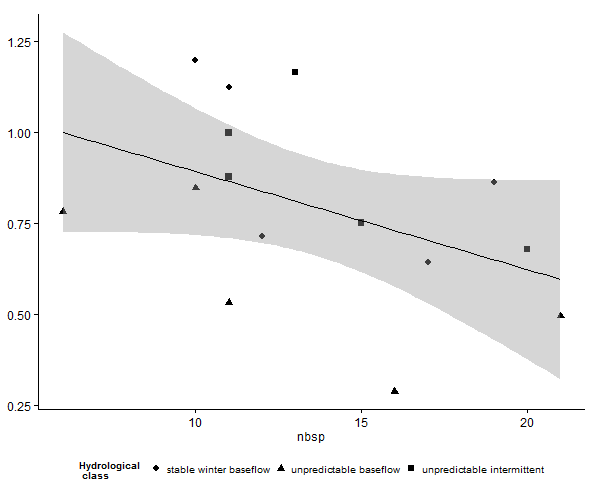 1.25
1.00
0.75
0.50
0.25
10 15 20
nbsp
Hydrological
class
stable winter baseflow unpredictable baseflow unpredictable intermittent